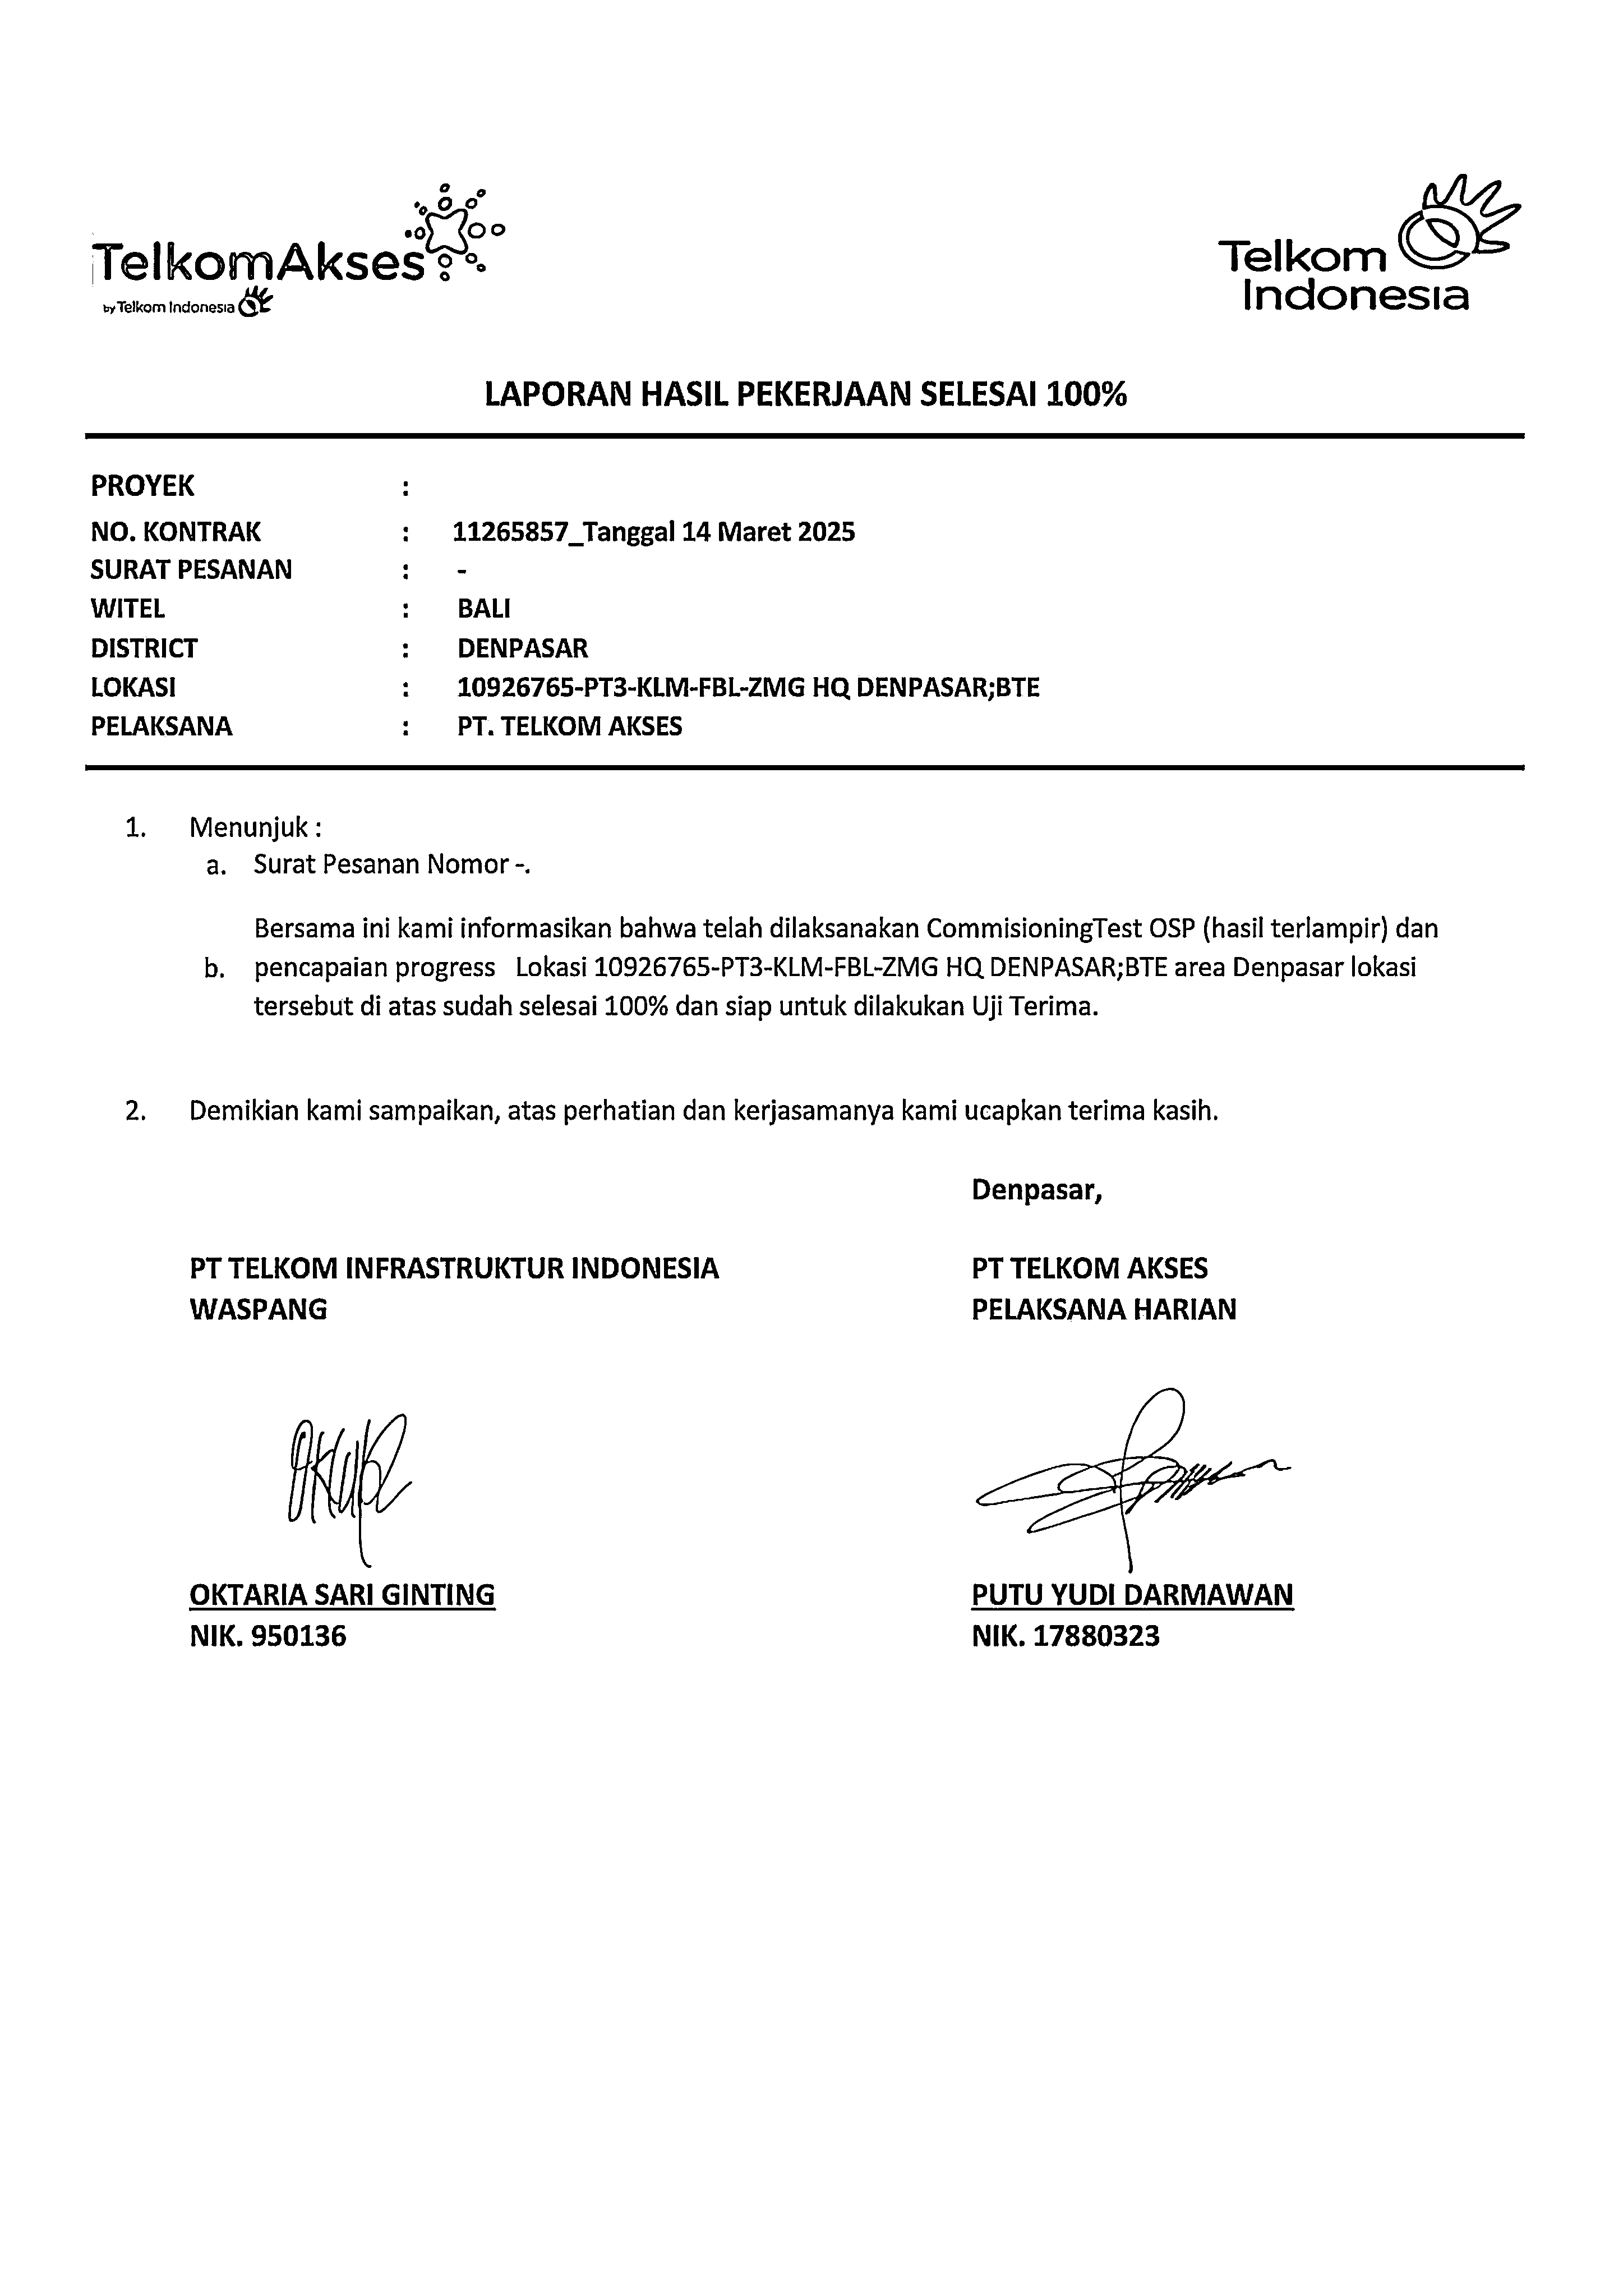 TelkomAkses
by Telkom Indonesia
Telkom
Indonesia
LAPORAN HASIL PEKERJAAN SELESAI 100%
PROYEK :
NO. KONTRAK : 11265857_Tanggal 14 Maret 2025
SURAT PESANAN : -
WITEL : BALI
DISTRICT : DENPASAR
LOKASI : 10926765-PT3-KLM-FBL-ZMG HQ DENPASAR;BTE
PELAKSANA : PT. TELKOM AKSES
1. Menunjuk :
a. Surat Pesanan Nomor -.
Bersama ini kami informasikan bahwa telah dilaksanakan CommisioningTest OSP (hasil terlampir) dan
b. pencapaian progress Lokasi 10926765-PT3-KLM-FBL-ZMG HQ DENPASAR;BTE area Denpasar lokasi
tersebut di atas sudah selesai 100% dan siap untuk dilakukan Uji Terima.
2. Demikian kami sampaikan, atas perhatian dan kerjasamanya kami ucapkan terima kasih.
Denpasar,
PT TELKOM INFRASTRUKTUR INDONESIA PT TELKOM AKSES
WASPANG PELAKSANA HARIAN
OKTARIA SARI GINTING PUTU YUDI DARMAWAN
NIK. 950136 NIK. 17880323